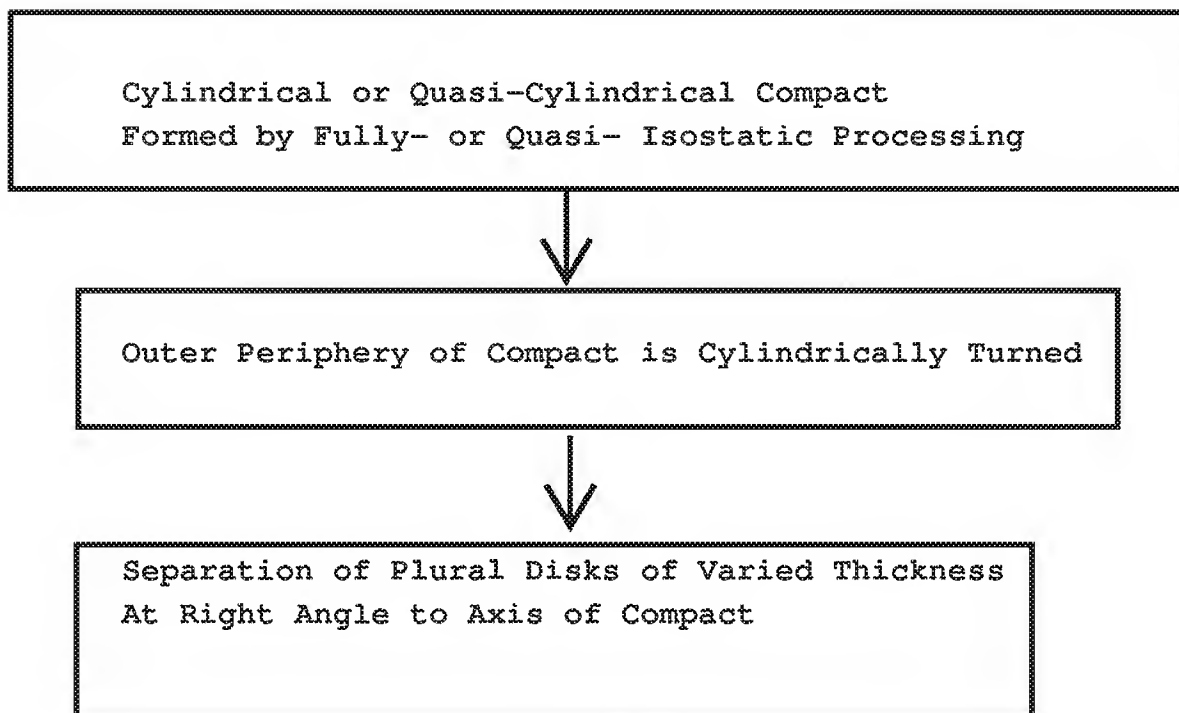 Cylindrical or Quasi-Cylindrical Compact
Formed by Fully- or Quasi- Isostatic Processing
Outer Periphery of Compact is Cylindrically Turned
Separation of Plural Disks of Varied Thickness
At Right Angle to Axis of Compact